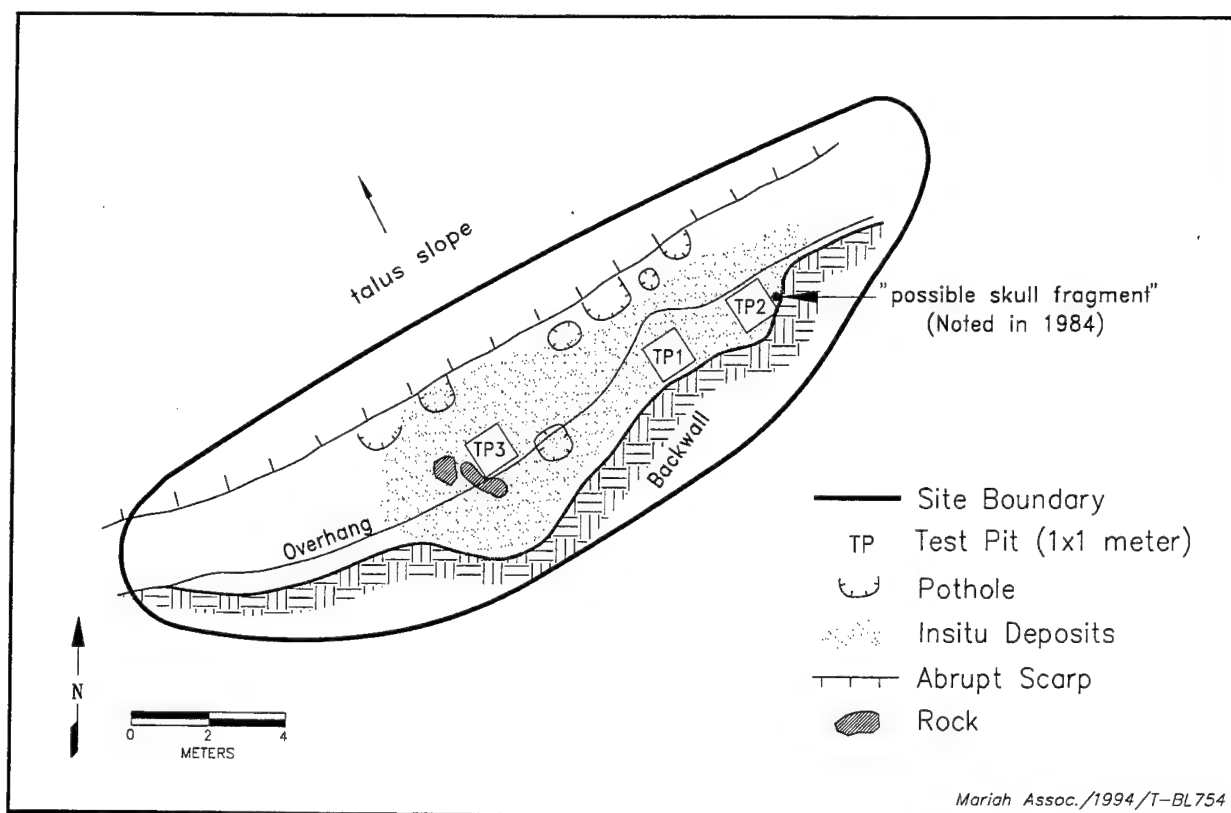 talus slope
"possible skull fragment"
(Noted in 1984)
TP2
TP1
TP3
Backwall
Overhang
Site Boundary
TP Test Pit (1x1 meter)
Pothole
Insitu Deposits
Abrupt Scarp
Rock
N
0 2 4
METERS
Mariah Assoc./1994/T-BL754